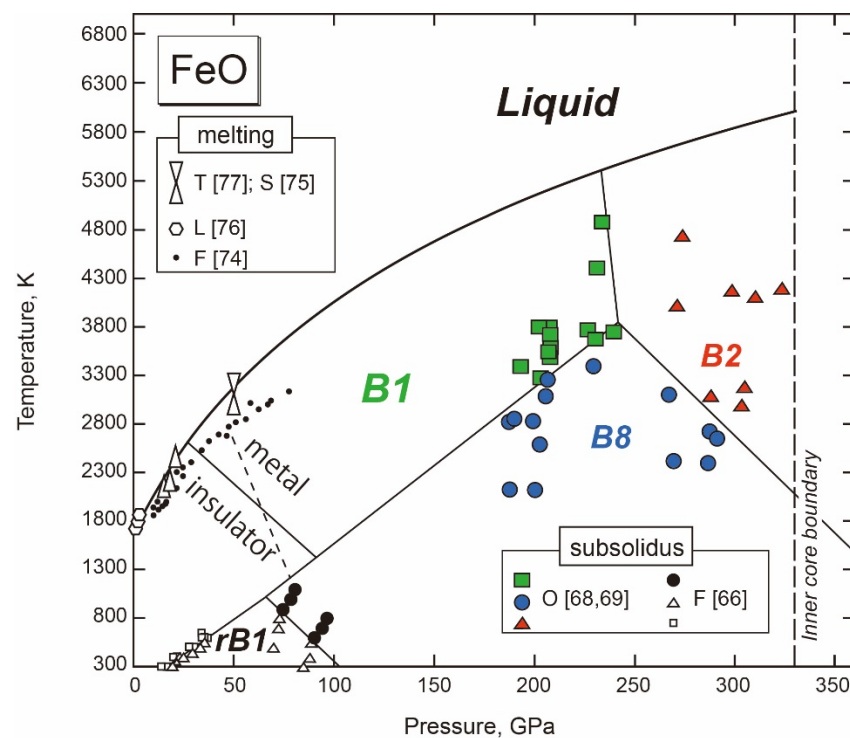 FeO
melting
T [77]; S [75]
L [76]
F [74]
Liquid
B1
B2
B8
rB1
metal
insulator
subsolidus
O [68,69]
F [66]
Inner core boundary
Temperature, K
6800
6300
5800
5300
4800
4300
3800
3300
2800
2300
1800
1300
800
300
0
50
100
150
200
250
300
350
Pressure, GPa